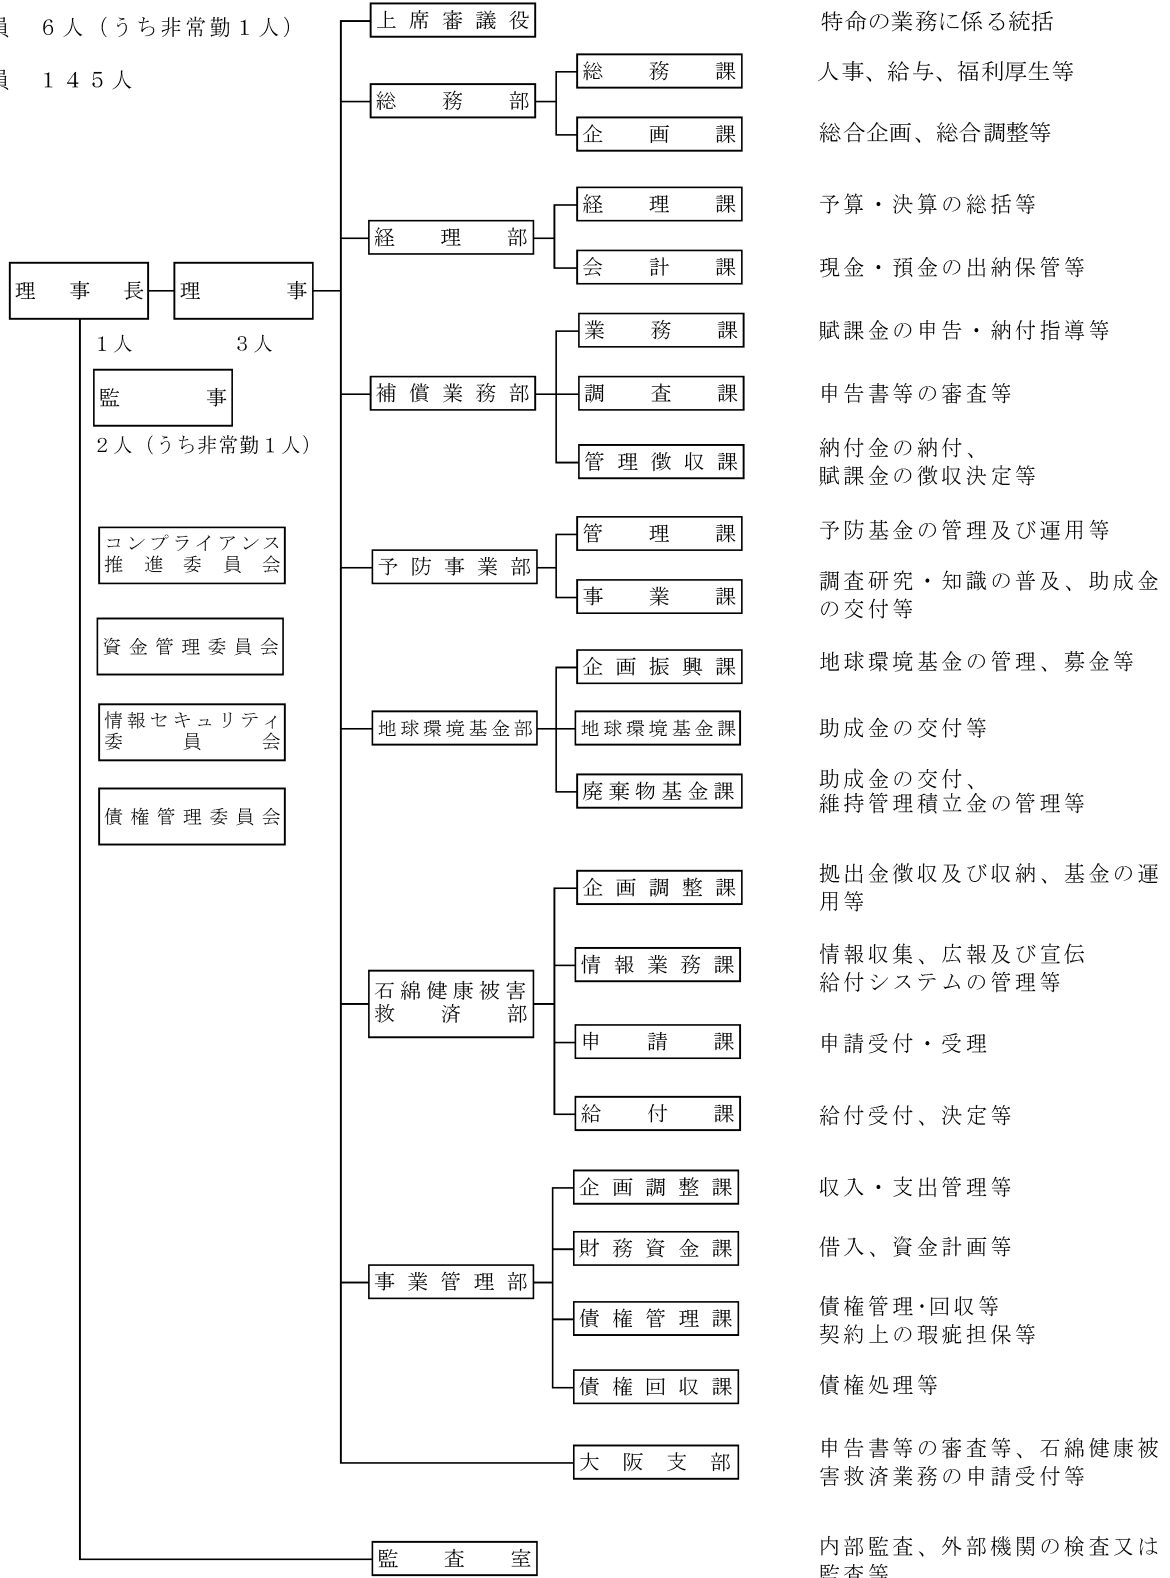 員　６人（うち非常勤１人）
員　１４５人
上席審議役　特命の業務に係る統括
総務部
総務課　人事、給与、福利厚生等
企画課　総合企画、総合調整等
経理部
経理課　予算・決算の総括等
会計課　現金・預金の出納保管等
理事長
１人
理事
３人
監事
２人（うち非常勤１人）
補償業務部
業務課　賦課金の申告・納付指導等
調査課　申告書等の審査等
管理徴収課　納付金の納付、
賦課金の徴収決定等
コンプライアンス
推進委員会
資金管理委員会
情報セキュリティ
委員会
債権管理委員会
予防事業部
管理課　予防基金の管理及び運用等
事業課　調査研究・知識の普及、助成金
の交付等
地球環境基金部
企画振興課　地球環境基金の管理、募金等
地球環境基金課　助成金の交付等
廃棄物基金課　助成金の交付、
維持管理積立金の管理等
石綿健康被害
救済部
企画調整課　拠出金徴収及び収納、基金の運
用等
情報業務課　情報収集、広報及び宣伝
給付システムの管理等
申請課　申請受付・受理
給付課　給付受付、決定等
事業管理部
企画調整課　収入・支出管理等
財務資金課　借入、資金計画等
債権管理課　債権管理・回収等
契約上の瑕疵担保等
債権回収課　債権処理等
大阪支部　申告書等の審査等、石綿健康被
害救済業務の申請受付等
監査室　内部監査、外部機関の検査又は
監査等